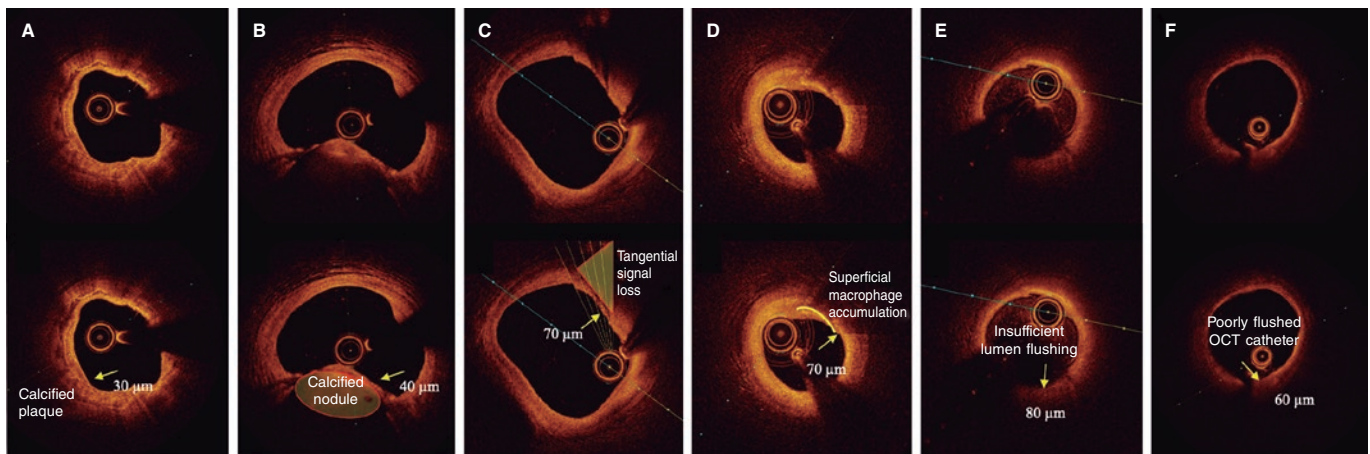 A
B
C
D
E
F
Calcified
plaque
30 μm
Calcified
nodule
40 μm
Tangential
signal
loss
70 μm
Superficial
macrophage
accumulation
70 μm
Insufficient
lumen flushing
80 μm
Poorly flushed
OCT catheter
60 μm